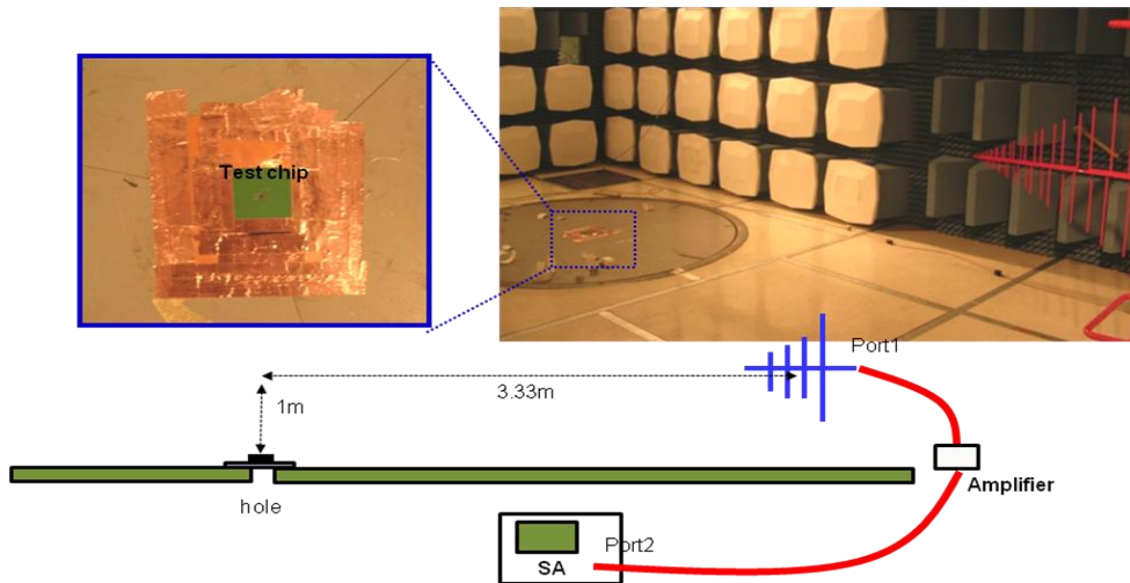 Test chip
Port1
3.33m
1m
Amplifier
hole
Port2
SA